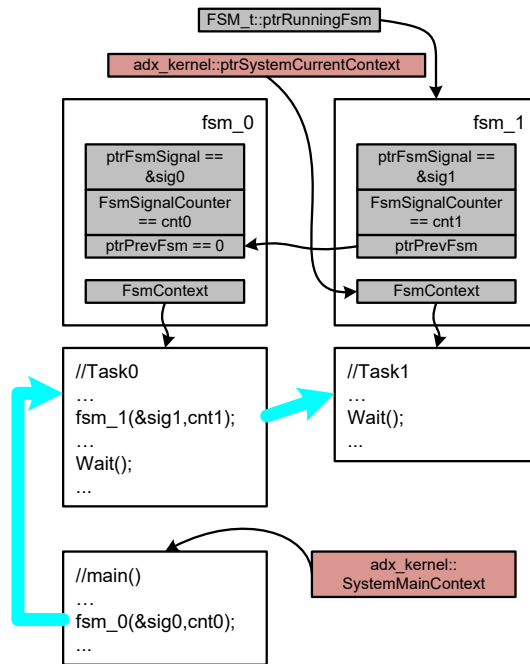 FSM_t::ptrRunningFsm
adx_kernel::ptrSystemCurrentContext
fsm_0
ptrFsmSignal ==
&sig0
FsmSignalCounter
== cnt0
ptrPrevFsm == 0
FsmContext
fsm_1
ptrFsmSignal ==
&sig1
FsmSignalCounter
== cnt1
ptrPrevFsm
FsmContext
//Task0
…
fsm_1(&sig1,cnt1);
…
Wait();
...
//Task1
…
Wait();
...
//main()
…
fsm_0(&sig0,cnt0);
...
adx_kernel::
SystemMainContext